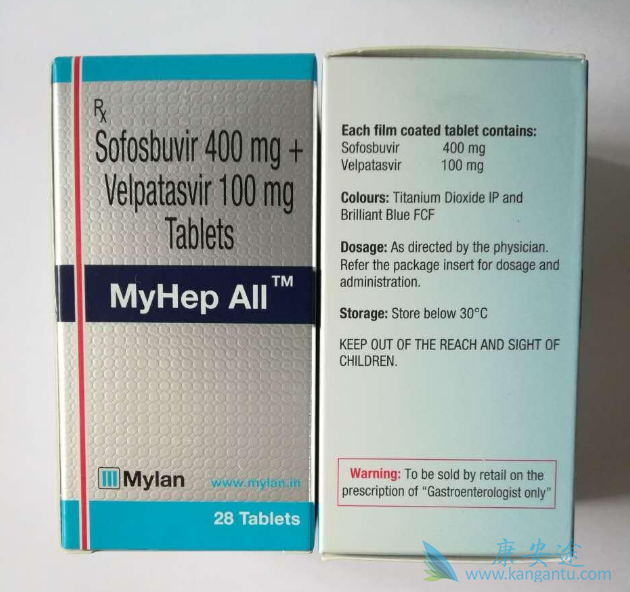 Rx
Sofosbuvir 400 mg +
Velpatasvir 100 mg
Tablets
MyHep All™
Mylan
www.mylan.in
28 Tablets
Each film coated tablet contains:
Sofosbuvir 400 mg
Velpatasvir 100 mg
Colours: Titanium Dioxide IP and
Brilliant Blue FCF
Dosage: As directed by the physician.
Refer the package insert for dosage and
administration.
Storage: Store below 30°C
KEEP OUT OF THE REACH AND SIGHT OF
CHILDREN.
Warning: To be sold by retail on the
prescription of “Gastroenterologist only”
康安途
www.kangantu.com